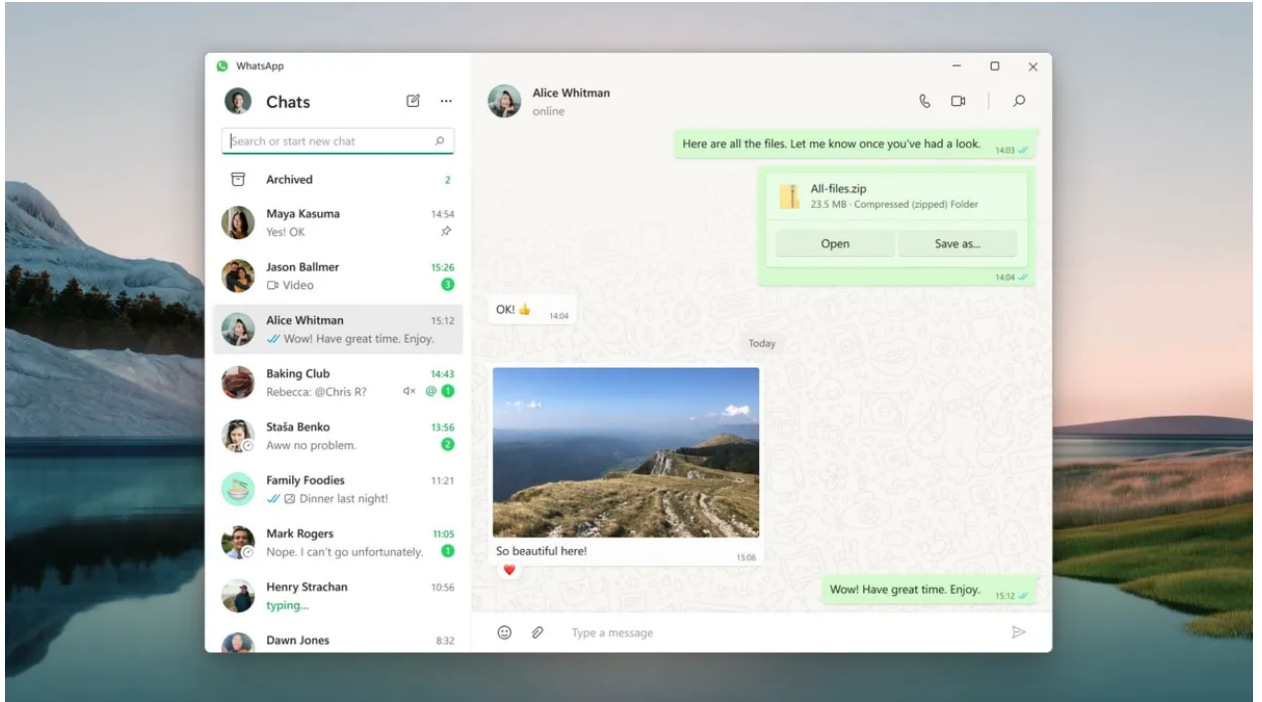 WhatsApp
Chats
Search or start new chat
Archived
2
Maya Kasuma
14:54
Yes! OK
Jason Ballmer
15:26
Video
3
Alice Whitman
15:12
Wow! Have great time. Enjoy.
Baking Club
14:43
Rebecca: @Chris R?
@
1
Staša Benko
13:56
Aww no problem.
2
Family Foodies
11:21
Dinner last night!
Mark Rogers
11:05
Nope. I can't go unfortunately.
1
Henry Strachan
10:56
typing...
Dawn Jones
8:32
Alice Whitman
online
Here are all the files. Let me know once you've had a look.
14:03
All-files.zip
23.5 MB · Compressed (zipped) Folder
Open
Save as...
14:04
OK! 👍
14:04
Today
So beautiful here!
15:06
Wow! Have great time. Enjoy.
15:12
Type a message